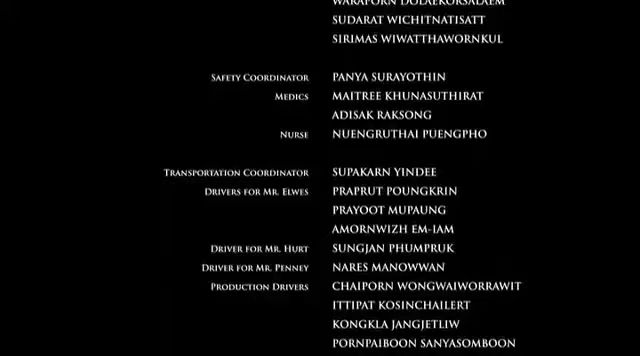 WARAPORN DOLAEKORSALAEM
SUDARAT WICHITNATISATT
SIRIMAS WIWATTHAWORNKUL
SAFETY COORDINATOR PANYA SURAYOTHIN
MEDICS MAITREE KHUNASUTHIRAT
ADISAK RAKSONG
NURSE NUENGRUTHAI PUENGPHO
TRANSPORTATION COORDINATOR SUPAKARN YINDEE
DRIVERS FOR MR. ELWES PRAPRUT POUNGKRIN
PRAYOOT MUPAUNG
AMORNWIZH EM-IAM
DRIVER FOR MR. HURT SUNGJAN PHUMPRUK
DRIVER FOR MR. PENNEY NARES MANOWWAN
PRODUCTION DRIVERS CHAIPORN WONGWAIWORRAWIT
ITTIPAT KOSINCHAILERT
KONGKLA JANGJETLIW
PORNPAIBOON SANYASOMBOON